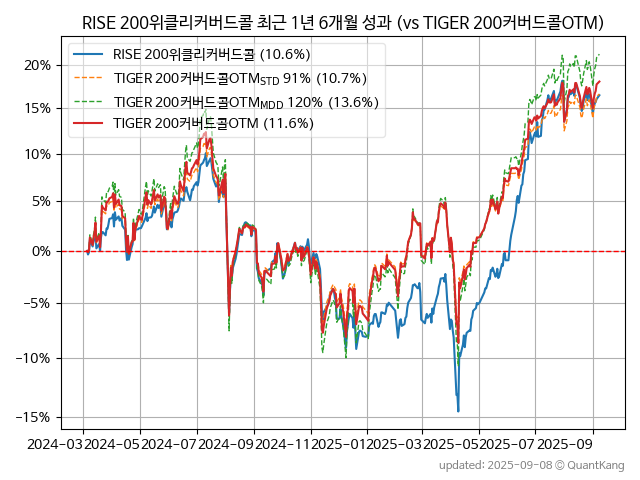 RISE 200위클리커버드콜 최근 1년 6개월 성과 (vs TIGER 200커버드콜OTM)
RISE 200위클리커버드콜 (10.6%)
TIGER 200커버드콜OTM_STD 91% (10.7%)
TIGER 200커버드콜OTM_MDD 120% (13.6%)
TIGER 200커버드콜OTM (11.6%)
20%
15%
10%
5%
0%
−5%
−10%
−15%
2024-03 2024-05 2024-07 2024-09 2024-11 2025-01 2025-03 2025-05 2025-07 2025-09
updated: 2025-09-08 © QuantKang